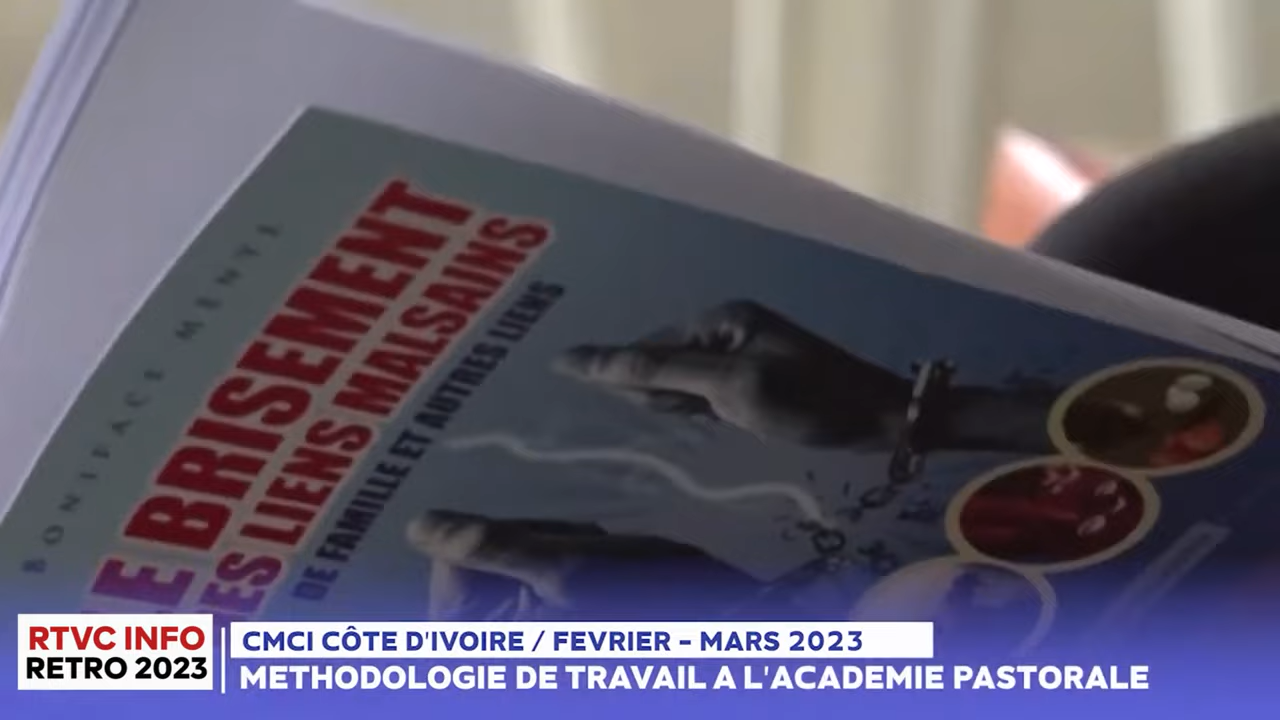 BONIFACE MENYE
LE BRISEMENT
DES LIENS MALSAINS
DE FAMILLE ET AUTRES LIENS
RTVC INFO
RETRO 2023
CMCI CÔTE D'IVOIRE / FEVRIER - MARS 2023
METHODOLOGIE DE TRAVAIL A L'ACADEMIE PASTORALE